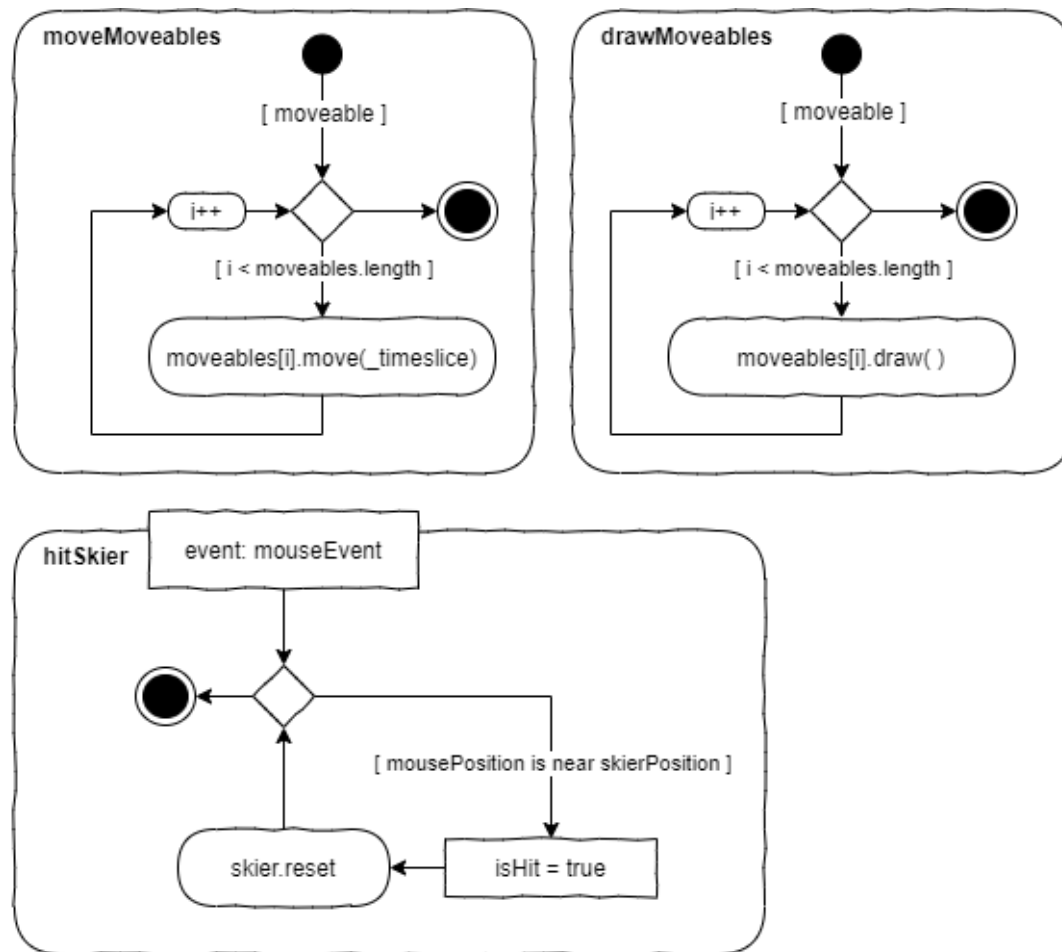 moveMoveables
[ moveable ]
i++
[ i < moveables.length ]
moveables[i].move(_timeslice)
drawMoveables
[ moveable ]
i++
[ i < moveables.length ]
moveables[i].draw( )
hitSkier
event: mouseEvent
[ mousePosition is near skierPosition ]
skier.reset
isHit = true